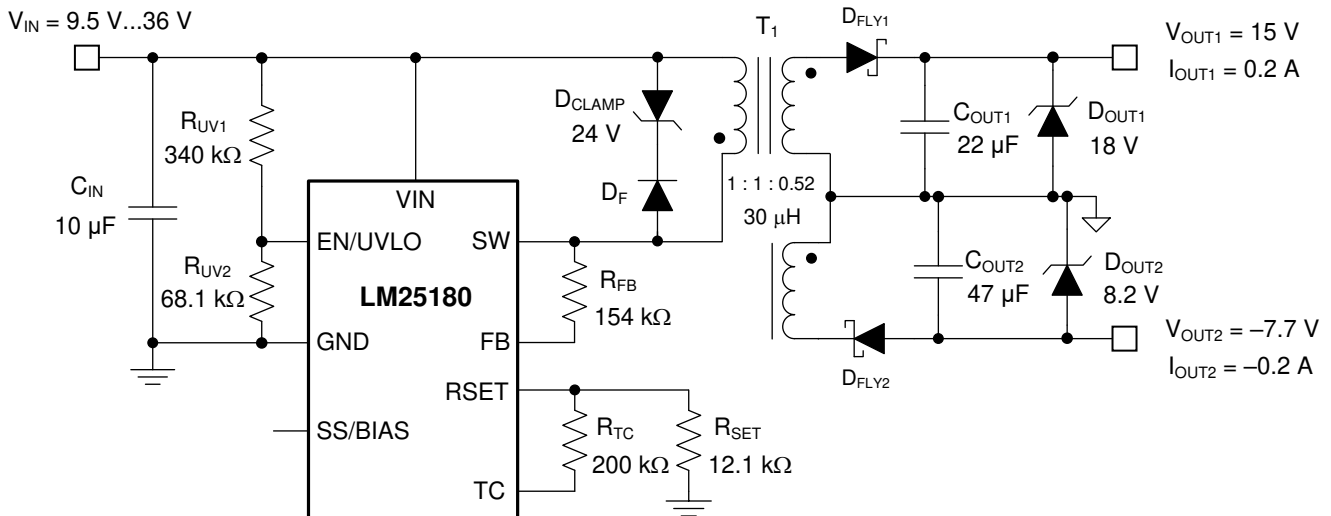 V_IN = 9.5 V...36 V
D_FLY1
T_1
V_OUT1 = 15 V
I_OUT1 = 0.2 A
R_UV1
340 kΩ
D_CLAMP
24 V
C_OUT1
22 µF
D_OUT1
18 V
C_IN
10 µF
VIN
D_F
1 : 1 : 0.52
30 µH
EN/UVLO
SW
R_UV2
68.1 kΩ
LM25180
R_FB
154 kΩ
C_OUT2
47 µF
D_OUT2
8.2 V
GND
FB
V_OUT2 = –7.7 V
I_OUT2 = –0.2 A
D_FLY2
RSET
SS/BIAS
R_TC
200 kΩ
R_SET
12.1 kΩ
TC